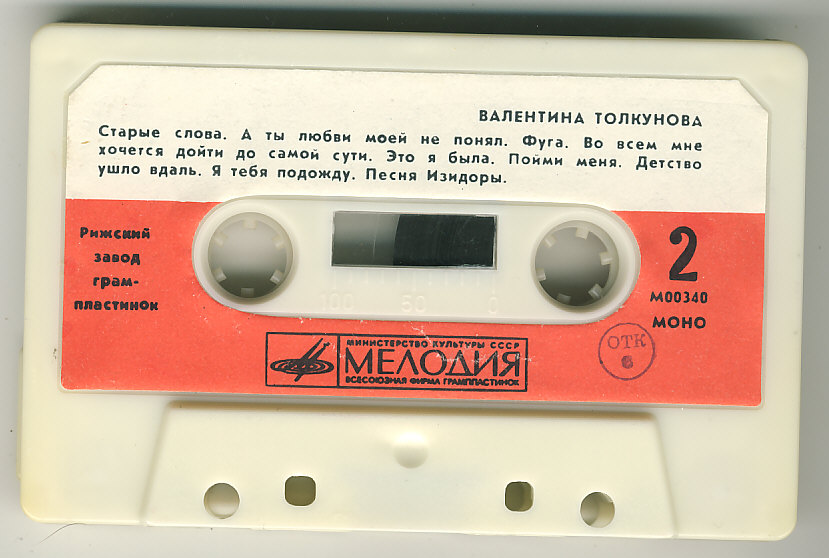 ВАЛЕНТИНА ТОЛКУНОВА
Старые слова. А ты любви моей не понял. Фуга. Во всем мне
хочется дойти до самой сути. Это я была. Пойми меня. Детство
ушло вдаль. Я тебя подожду. Песня Изидоры.
Рижский
завод
грам-
пластинок
2
М00340
МОНО
100 50 0
ОТК
6
МИНИСТЕРСТВО КУЛЬТУРЫ СССР
МЕЛОДИЯ
ВСЕСОЮЗНАЯ ФИРМА ГРАМПЛАСТИНОК